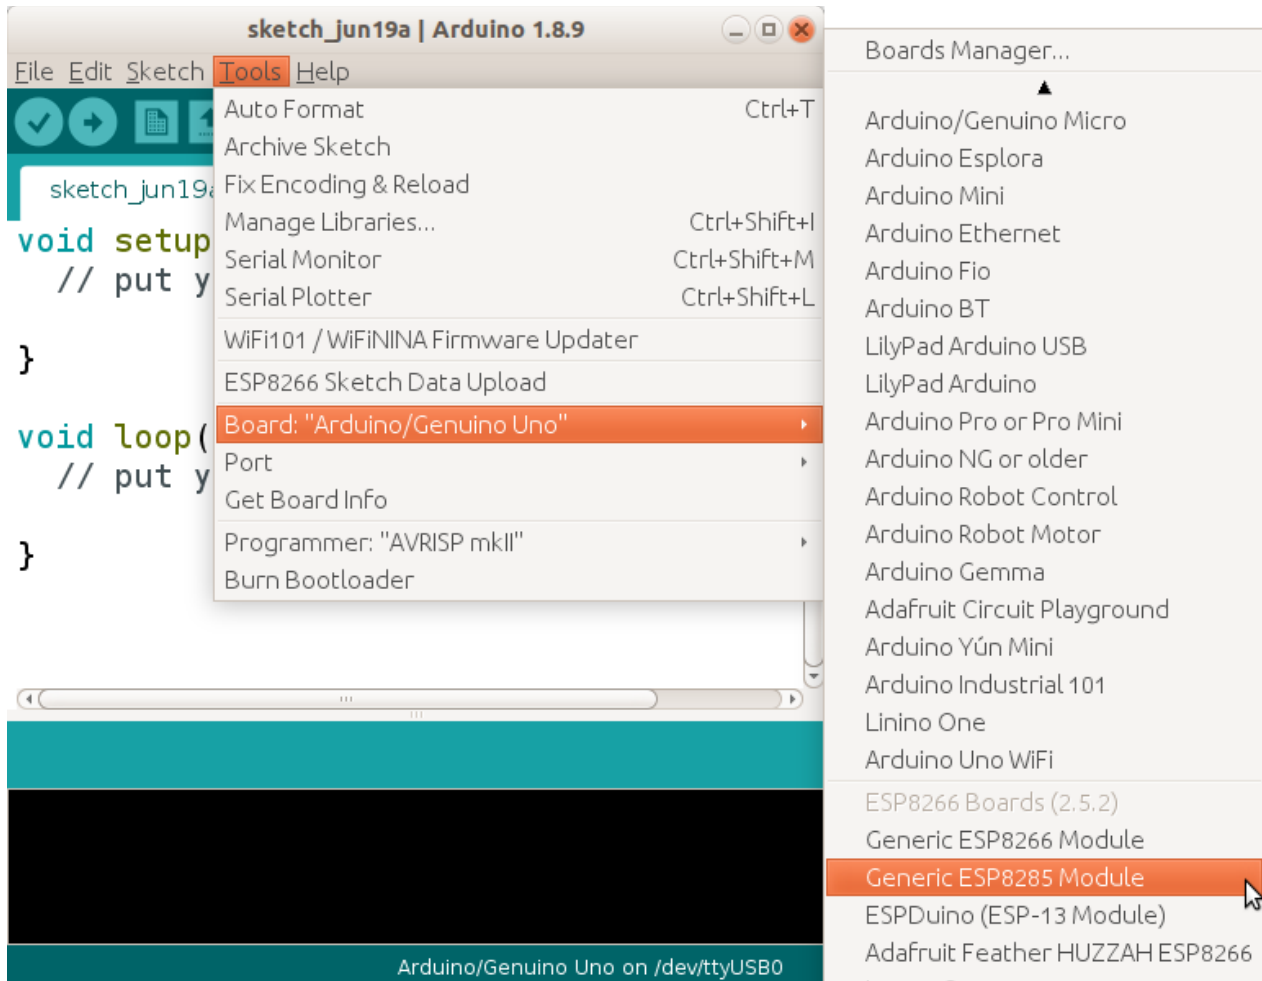 sketch_jun19a | Arduino 1.8.9
File Edit Sketch Tools Help
sketch_jun19a
void setup
// put y
}
void loop(
// put y
}
Auto Format Ctrl+T
Archive Sketch
Fix Encoding & Reload
Manage Libraries... Ctrl+Shift+I
Serial Monitor Ctrl+Shift+M
Serial Plotter Ctrl+Shift+L
WiFi101 / WiFiNINA Firmware Updater
ESP8266 Sketch Data Upload
Board: "Arduino/Genuino Uno"
Port
Get Board Info
Programmer: "AVRISP mkII"
Burn Bootloader
Boards Manager...
Arduino/Genuino Micro
Arduino Esplora
Arduino Mini
Arduino Ethernet
Arduino Fio
Arduino BT
LilyPad Arduino USB
LilyPad Arduino
Arduino Pro or Pro Mini
Arduino NG or older
Arduino Robot Control
Arduino Robot Motor
Arduino Gemma
Adafruit Circuit Playground
Arduino Yún Mini
Arduino Industrial 101
Linino One
Arduino Uno WiFi
ESP8266 Boards (2.5.2)
Generic ESP8266 Module
Generic ESP8285 Module
ESPDuino (ESP-13 Module)
Adafruit Feather HUZZAH ESP8266
Arduino/Genuino Uno on /dev/ttyUSB0